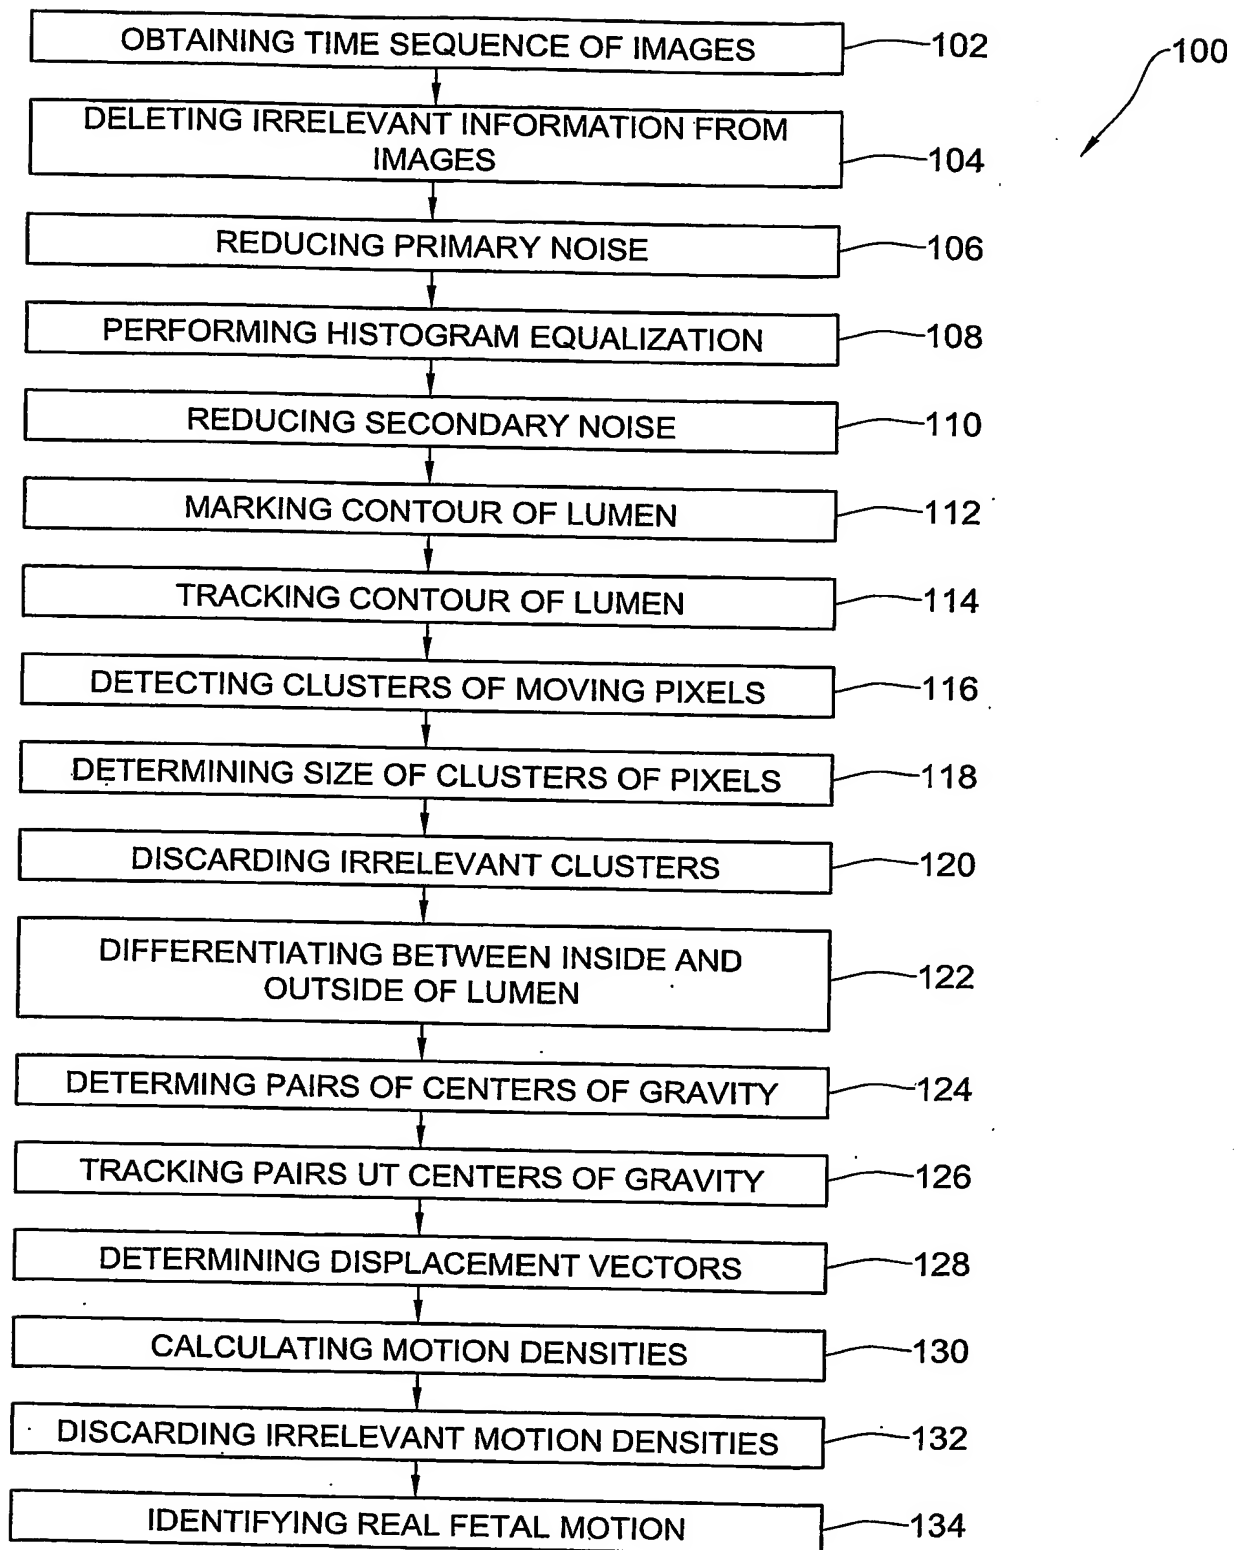 OBTAINING TIME SEQUENCE OF IMAGES
102
100
DELETING IRRELEVANT INFORMATION FROM
IMAGES
104
REDUCING PRIMARY NOISE
106
PERFORMING HISTOGRAM EQUALIZATION
108
REDUCING SECONDARY NOISE
110
MARKING CONTOUR OF LUMEN
112
TRACKING CONTOUR OF LUMEN
114
DETECTING CLUSTERS OF MOVING PIXELS
116
DETERMINING SIZE OF CLUSTERS OF PIXELS
118
DISCARDING IRRELEVANT CLUSTERS
120
DIFFERENTIATING BETWEEN INSIDE AND
OUTSIDE OF LUMEN
122
DETERMING PAIRS OF CENTERS OF GRAVITY
124
TRACKING PAIRS UT CENTERS OF GRAVITY
126
DETERMINING DISPLACEMENT VECTORS
128
CALCULATING MOTION DENSITIES
130
DISCARDING IRRELEVANT MOTION DENSITIES
132
IDENTIFYING REAL FETAL MOTION
134